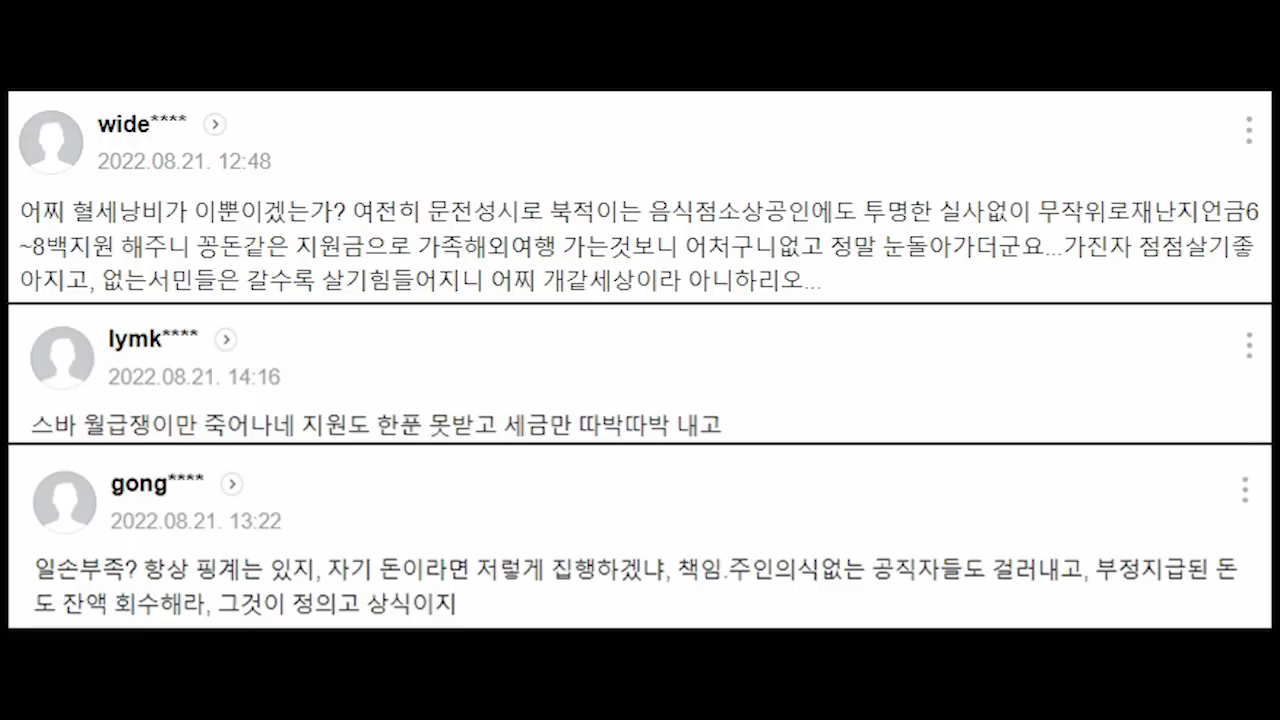 wide****
2022.08.21. 12:48
어찌 혈세낭비가 이뿐이겠는가? 여전히 문전성시로 북적이는 음식점소상공인에도 투명한 실사없이 무작위로재난지언금6
~8백지원 해주니 꽁돈같은 지원금으로 가족해외여행 가는것보니 어처구니없고 정말 눈돌아가더군요...가진자 점점살기좋
아지고, 없는서민들은 갈수록 살기힘들어지니 어찌 개같세상이라 아니하리오...
lymk****
2022.08.21. 14:16
스바 월급쟁이만 죽어나네 지원도 한푼 못받고 세금만 따박따박 내고
gong****
2022.08.21. 13:22
일손부족? 항상 핑계는 있지, 자기 돈이라면 저렇게 집행하겠냐, 책임.주인의식없는 공직자들도 걸러내고, 부정지급된 돈
도 잔액 회수해라, 그것이 정의고 상식이지